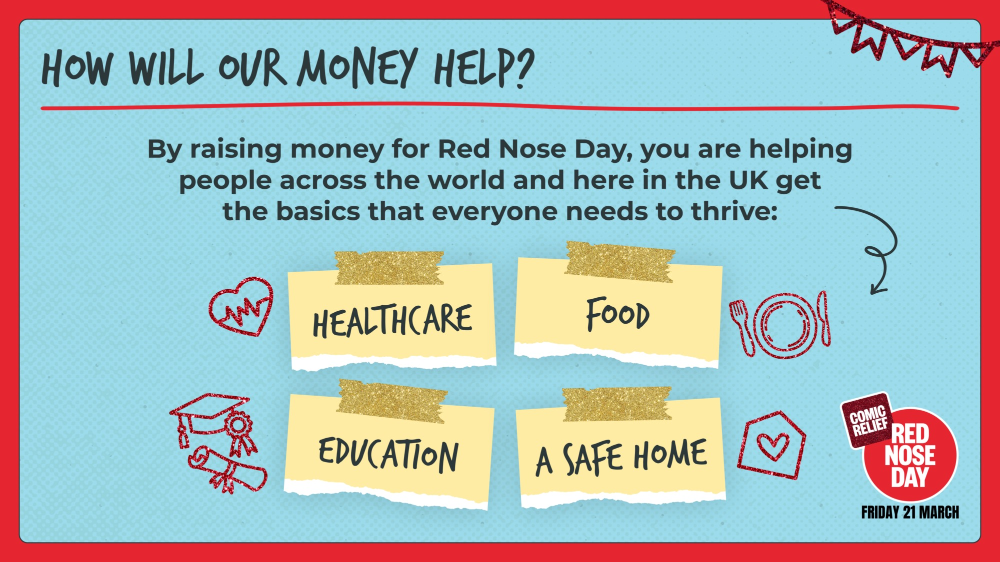 HOW WILL OUR MONEY HELP?
By raising money for Red Nose Day, you are helping
people across the world and here in the UK get
the basics that everyone needs to thrive:
HEALTHCARE
FOOD
EDUCATION
A SAFE HOME
COMIC
RELIEF
RED
NOSE
DAY
FRIDAY 21 MARCH